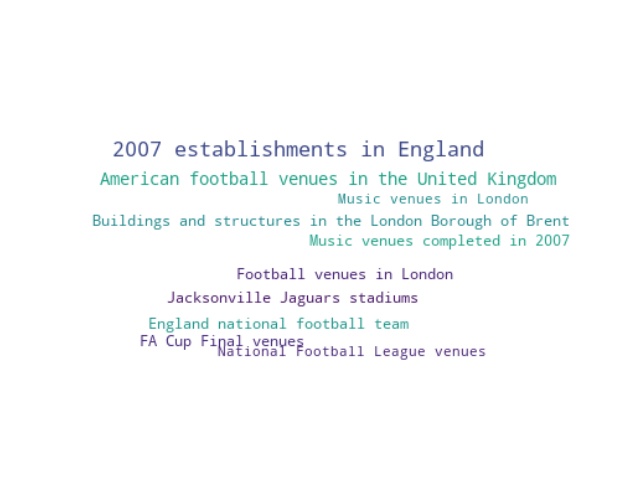 2007 establishments in England
American football venues in the United Kingdom
Music venues in London
Buildings and structures in the London Borough of Brent
Music venues completed in 2007
Football venues in London
Jacksonville Jaguars stadiums
England national football team
FA Cup Final venues
National Football League venues